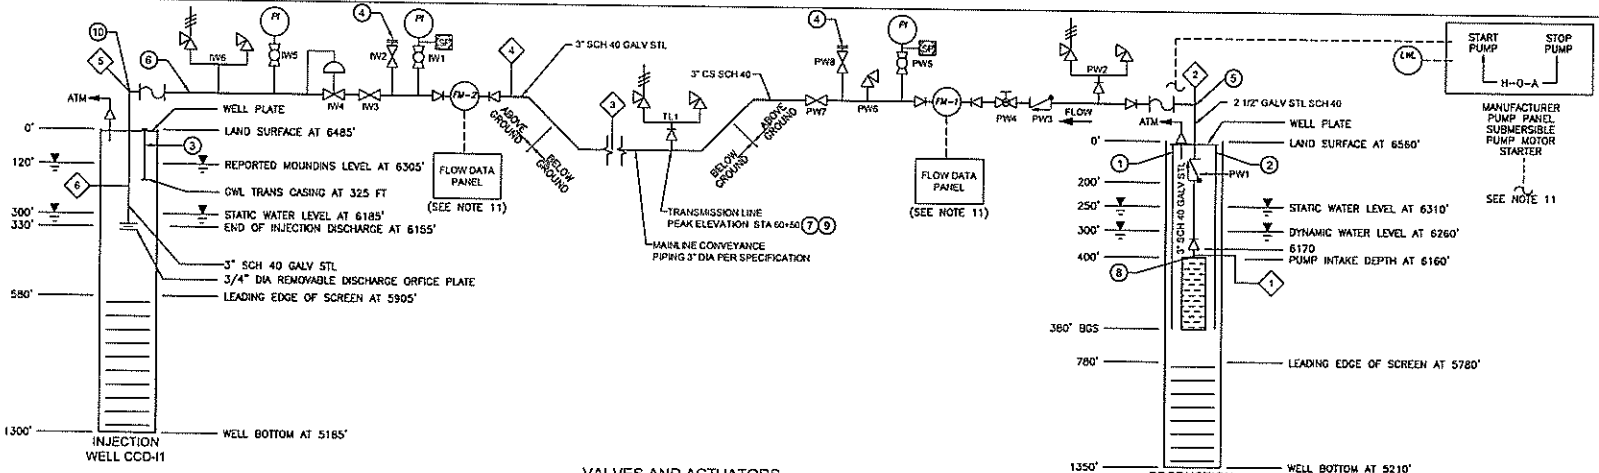 10
4
4
PI
PI
PI
SP
SP
START PUMP
STOP PUMP
H-O-A
LWL
MANUFACTURER
PUMP PANEL
SUBMERSIBLE
PUMP MOTOR
STARTER
SEE NOTE 11
5
6
IW6
IW5
IW4
IW3
IW2
IW1
FM-2
4
3" SCH 40 GALV STL
3
TL1
3" CS SCH 40
PW8
PW7
PW6
PW5
FM-1
PW4
PW3
PW2
FLOW
2
5
2 1/2" GALV STL SCH 40
ATM
WELL PLATE
0'
LAND SURFACE AT 6485'
3
120'
REPORTED MOUNDINS LEVEL AT 6305'
6
GWL TRANS CASING AT 325 FT
300'
STATIC WATER LEVEL AT 6185'
330'
END OF INJECTION DISCHARGE AT 6155'
3" SCH 40 GALV STL
3/4" DIA REMOVABLE DISCHARGE ORFICE PLATE
580'
LEADING EDGE OF SCREEN AT 5905'
1300'
WELL BOTTOM AT 5185'
INJECTION
WELL CCD-I1
FLOW DATA
PANEL
(SEE NOTE 11)
ABOVE
GROUND
BELOW
GROUND
TRANSMISSION LINE
PEAK ELEVATION STA 60+50 7 9
MAINLINE CONVEYANCE
PIPING 3" DIA PER SPECIFICATION
BELOW
GROUND
ABOVE
GROUND
FLOW DATA
PANEL
(SEE NOTE 11)
ATM
WELL PLATE
0'
LAND SURFACE AT 6560'
1
2
PW1
3" SCH 40 GALV STL
200'
250'
STATIC WATER LEVEL AT 6310'
300'
DYNAMIC WATER LEVEL AT 6260'
6170
400'
PUMP INTAKE DEPTH AT 6160'
8
1
380' BGS
780'
LEADING EDGE OF SCREEN AT 5780'
1350'
WELL BOTTOM AT 5210'
VALVES AND ACTUATORS